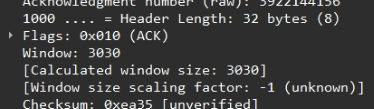 Acknowledgment number (raw): 3922144156
1000 .... = Header Length: 32 bytes (8)
Flags: 0x010 (ACK)
Window: 3030
[Calculated window size: 3030]
[Window size scaling factor: -1 (unknown)]
Checksum: 0xea35 [unverified]